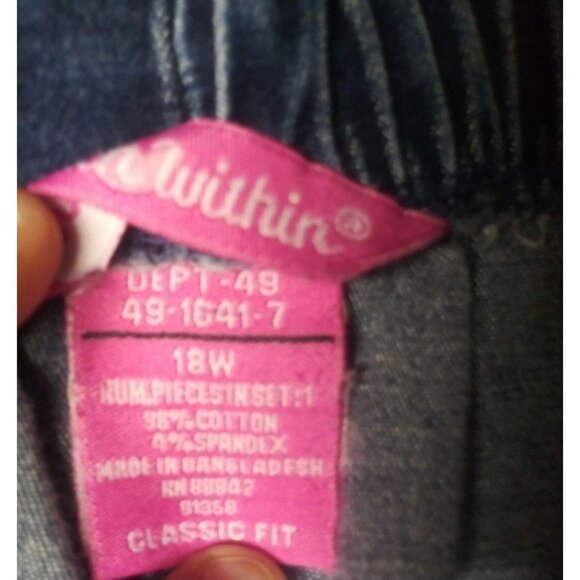 within®
DEPT-49
49-1641-7
18W
NUM.PIECES IN SET:1
96% COTTON
4% SPANDEX
MADE IN BANGLADESH
RN 88842
91358
CLASSIC FIT